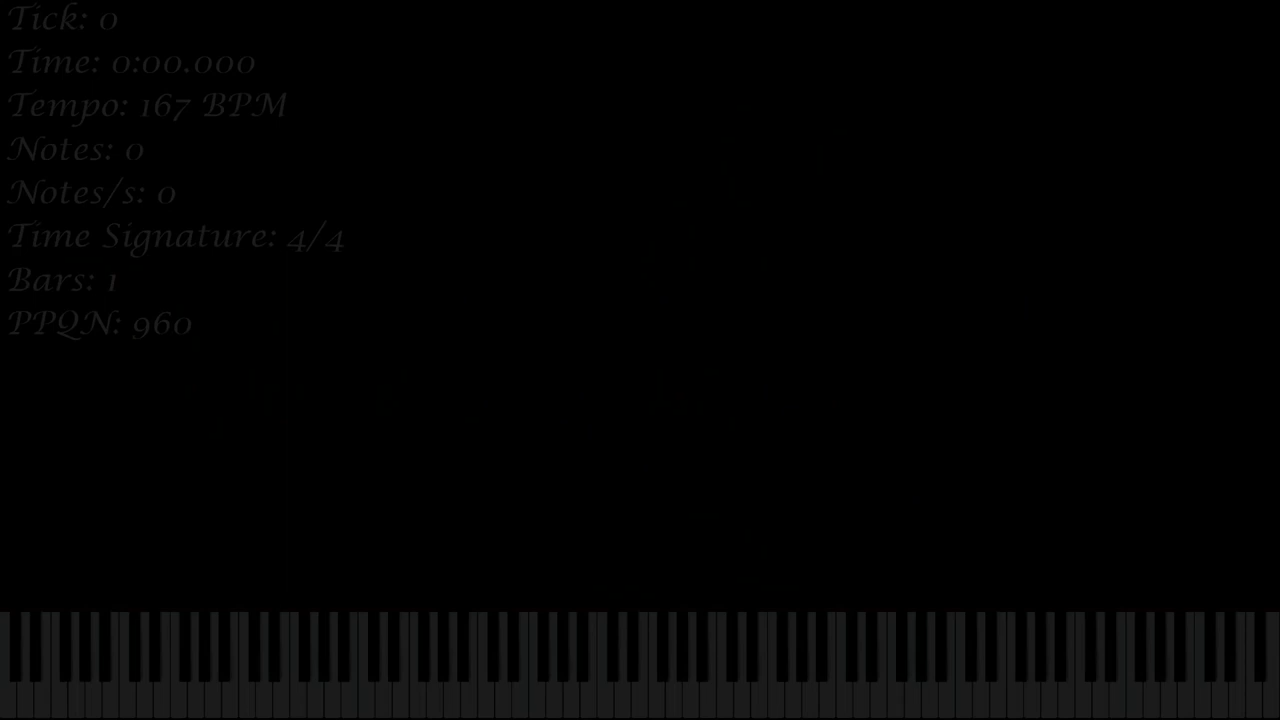 Tick: 0
Time: 0:00.000
Tempo: 167 BPM
Notes: 0
Notes/s: 0
Time Signature: 4/4
Bars: 1
PPQN: 960